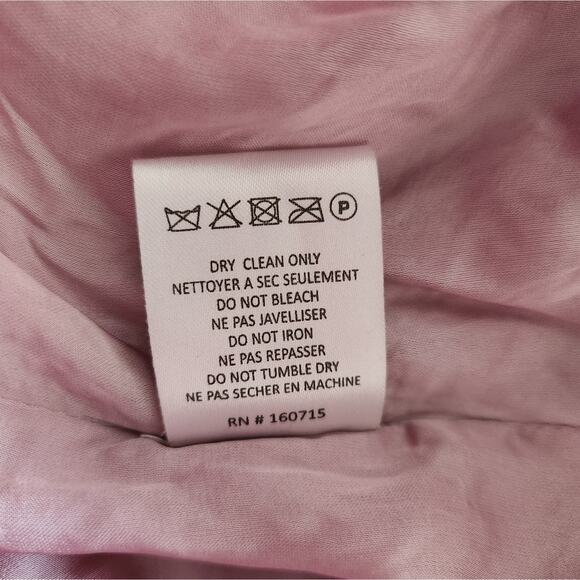 P
DRY CLEAN ONLY
NETTOYER A SEC SEULEMENT
DO NOT BLEACH
NE PAS JAVELLISER
DO NOT IRON
NE PAS REPASSER
DO NOT TUMBLE DRY
NE PAS SECHER EN MACHINE
RN # 160715